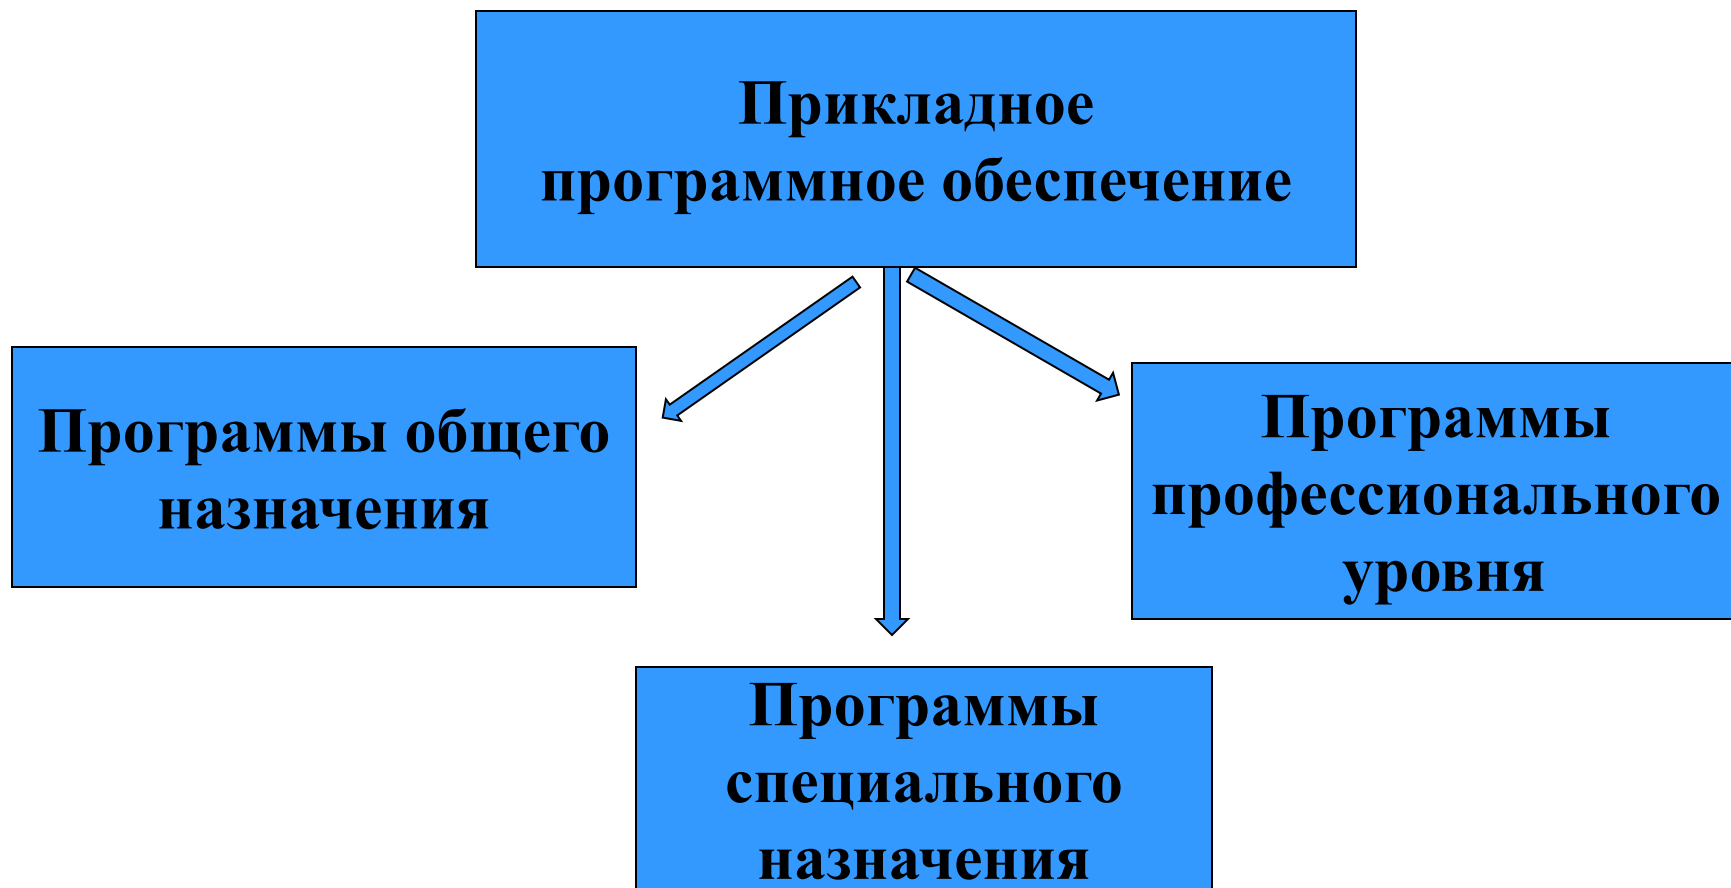 Прикладное
программное обеспечение
Программы общего
назначения
Программы
профессионального
уровня
Программы
специального
назначения